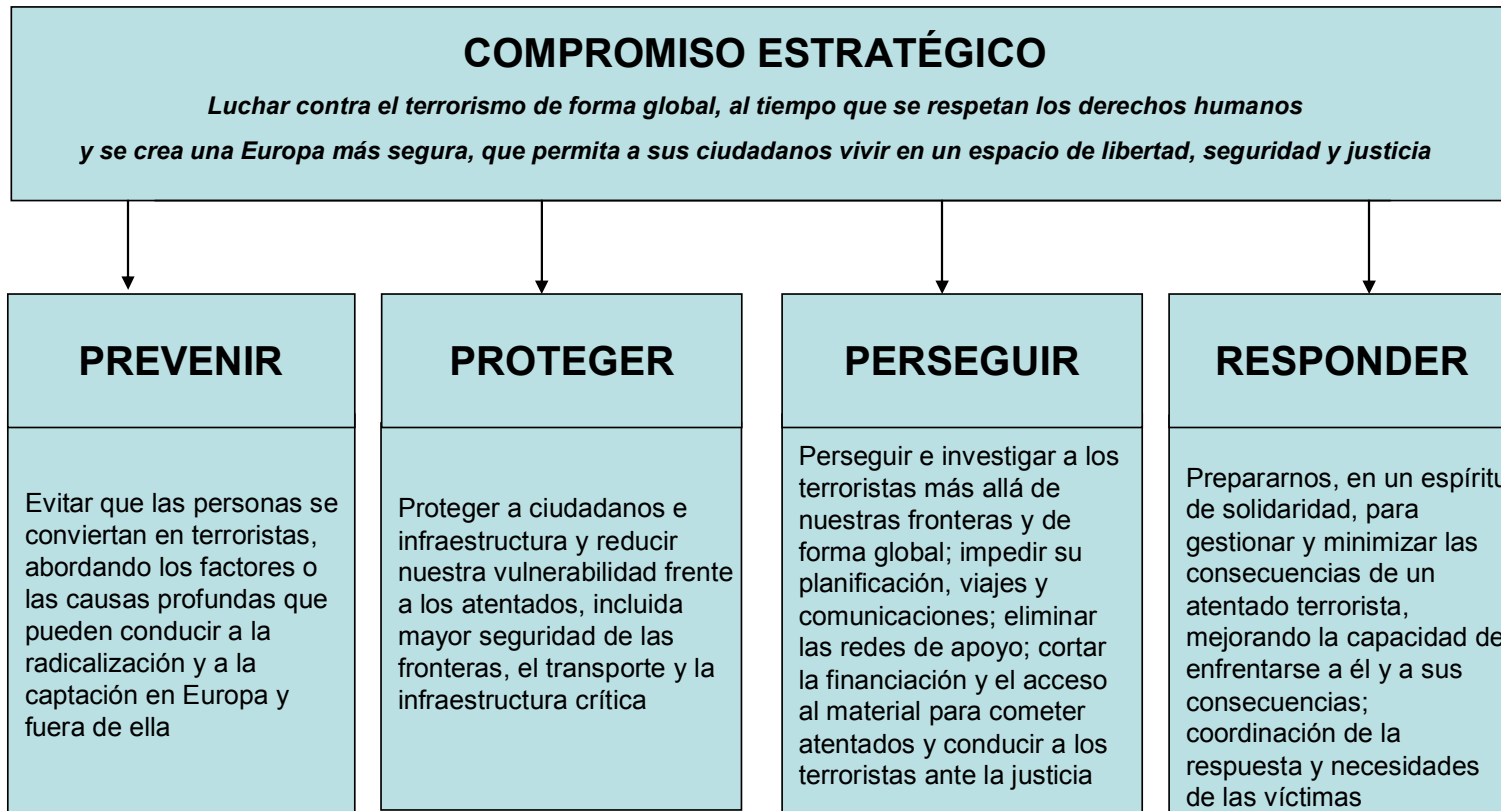 COMPROMISO ESTRATÉGICO
Luchar contra el terrorismo de forma global, al tiempo que se respetan los derechos humanos
y se crea una Europa más segura, que permita a sus ciudadanos vivir en un espacio de libertad, seguridad y justicia
PREVENIR
Evitar que las personas se
conviertan en terroristas,
abordando los factores o
las causas profundas que
pueden conducir a la
radicalización y a la
captación en Europa y
fuera de ella
PROTEGER
Proteger a ciudadanos e
infraestructura y reducir
nuestra vulnerabilidad frente
a los atentados, incluida
mayor seguridad de las
fronteras, el transporte y la
infraestructura crítica
PERSEGUIR
Perseguir e investigar a los
terroristas más allá de
nuestras fronteras y de
forma global; impedir su
planificación, viajes y
comunicaciones; eliminar
las redes de apoyo; cortar
la financiación y el acceso
al material para cometer
atentados y conducir a los
terroristas ante la justicia
RESPONDER
Prepararnos, en un espíritu
de solidaridad, para
gestionar y minimizar las
consecuencias de un
atentado terrorista,
mejorando la capacidad de
enfrentarse a él y a sus
consecuencias;
coordinación de la
respuesta y necesidades
de las víctimas